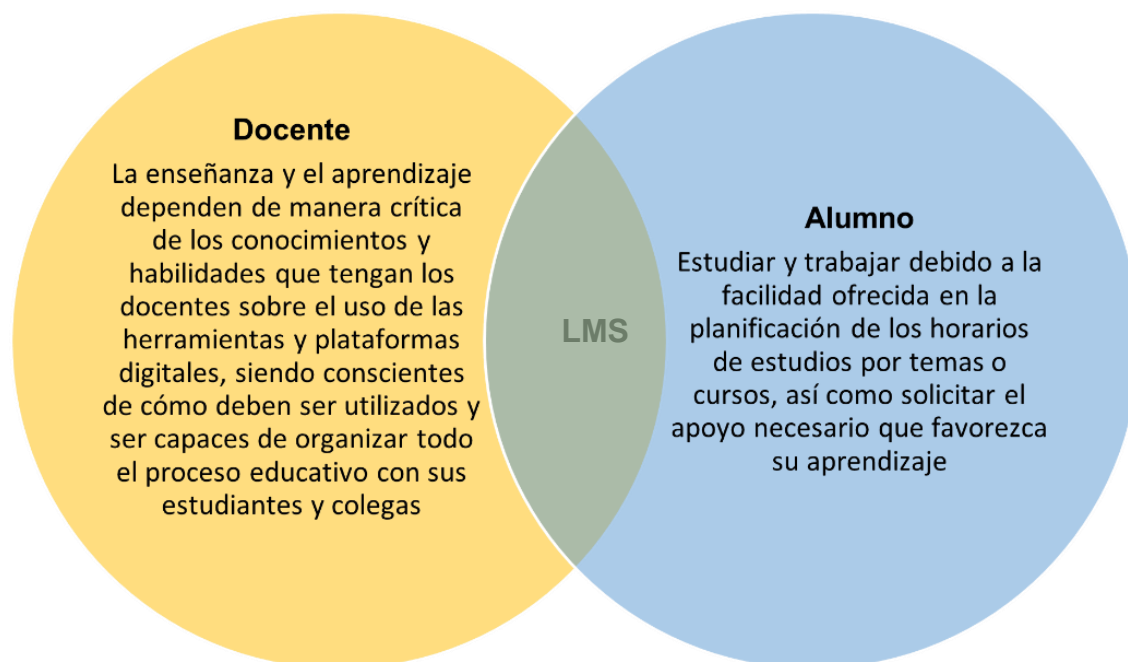 Docente
La enseñanza y el aprendizaje
dependen de manera crítica
de los conocimientos y
habilidades que tengan los
docentes sobre el uso de las
herramientas y plataformas
digitales, siendo conscientes
de cómo deben ser utilizados y
ser capaces de organizar todo
el proceso educativo con sus
estudiantes y colegas
LMS
Alumno
Estudiar y trabajar debido a la
facilidad ofrecida en la
planificación de los horarios
de estudios por temas o
cursos, así como solicitar el
apoyo necesario que favorezca
su aprendizaje